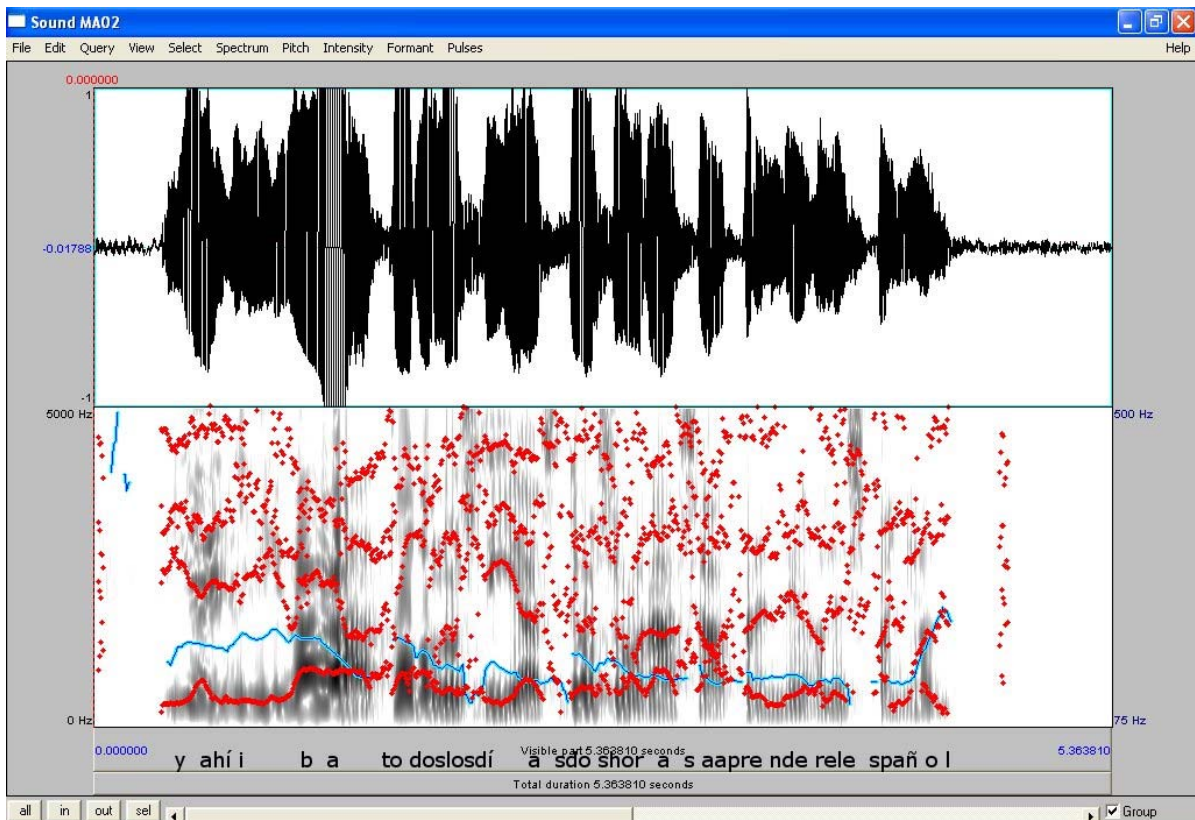 Sound MA02
File Edit Query View Select Spectrum Pitch Intensity Formant Pulses Help
0.000000
1
-0.01788
-1
5000 Hz 500 Hz
0 Hz 75 Hz
0.000000 Visible part 5.363810 seconds 5.363810
y ahí i b a to doslosdí a sdo shor a s aapre nde rele spañ o l
Total duration 5.363810 seconds
all in out sel Group